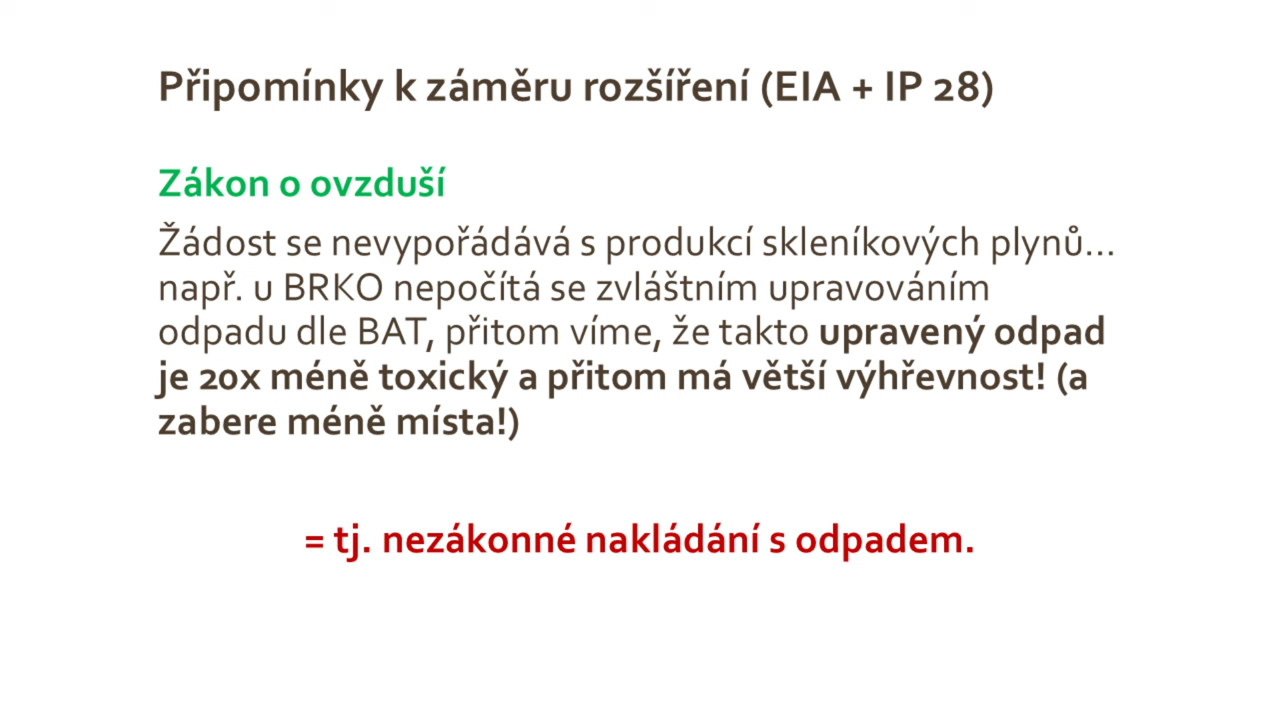 Připomínky k záměru rozšíření (EIA + IP 28)
Zákon o ovzduší
Žádost se nevypořádává s produkcí skleníkových plynů...
např. u BRKO nepočítá se zvláštním upravováním
odpadu dle BAT, přitom víme, že takto upravený odpad
je 20x méně toxický a přitom má větší výhřevnost! (a
zabere méně místa!)
= tj. nezákonné nakládání s odpadem.